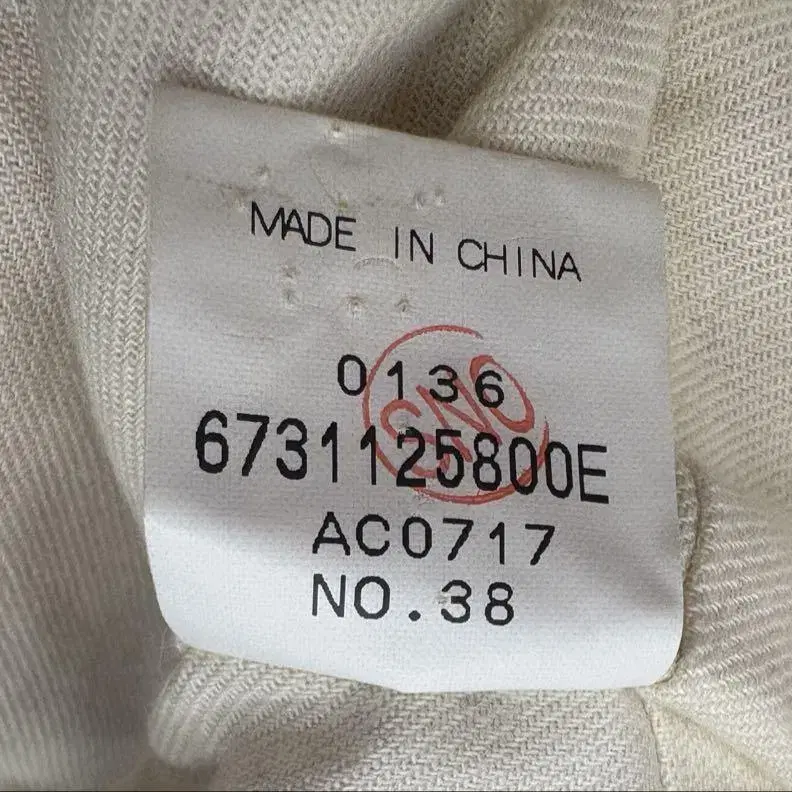 MADE IN CHINA
0136
6731125800E
AC0717
NO.38